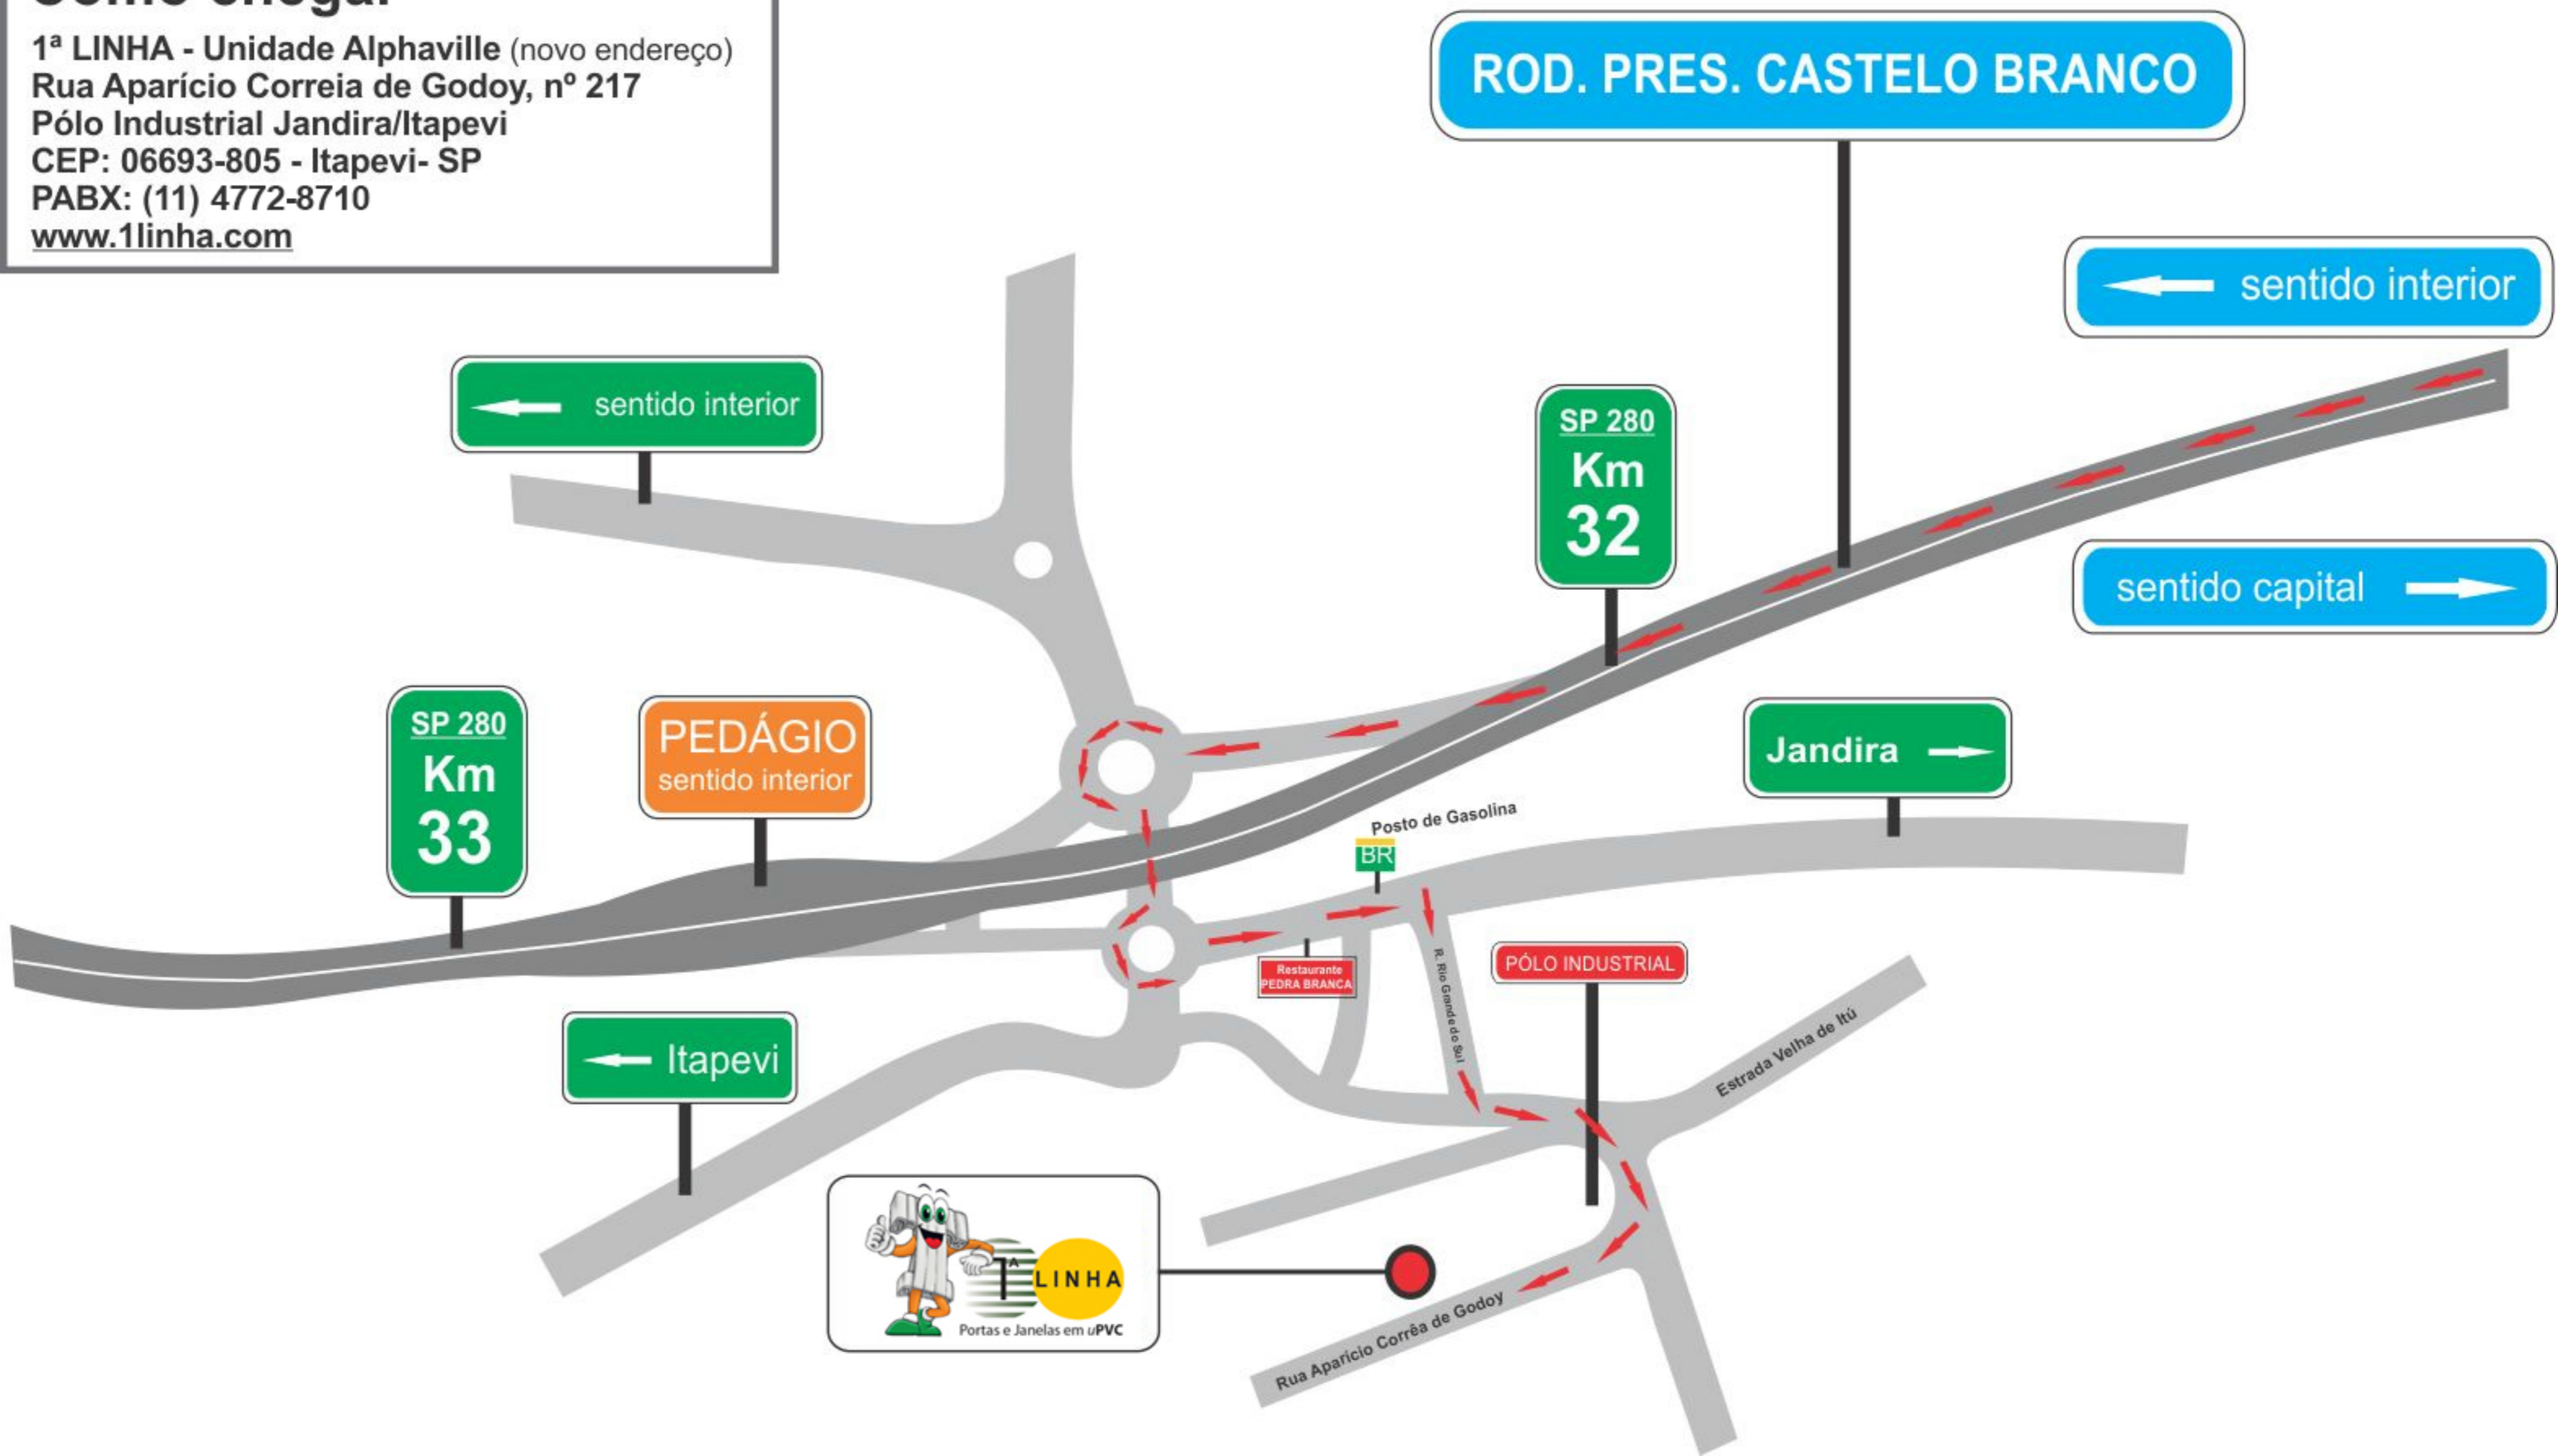 1ª LINHA - Unidade Alphaville (novo endereço)
Rua Aparício Correia de Godoy, nº 217
Pólo Industrial Jandira/Itapevi
CEP: 06693-805 - Itapevi- SP
PABX: (11) 4772-8710
www.1linha.com
ROD. PRES. CASTELO BRANCO
sentido interior
sentido interior
SP 280
Km
32
sentido capital
SP 280
Km
33
PEDÁGIO
sentido interior
Jandira
Posto de Gasolina
BR
Restaurante
PEDRA BRANCA
R. Rio Grande do Sul
PÓLO INDUSTRIAL
Itapevi
Estrada Velha de Itú
1ª LINHA
Portas e Janelas em uPVC
Rua Aparício Corrêa de Godoy